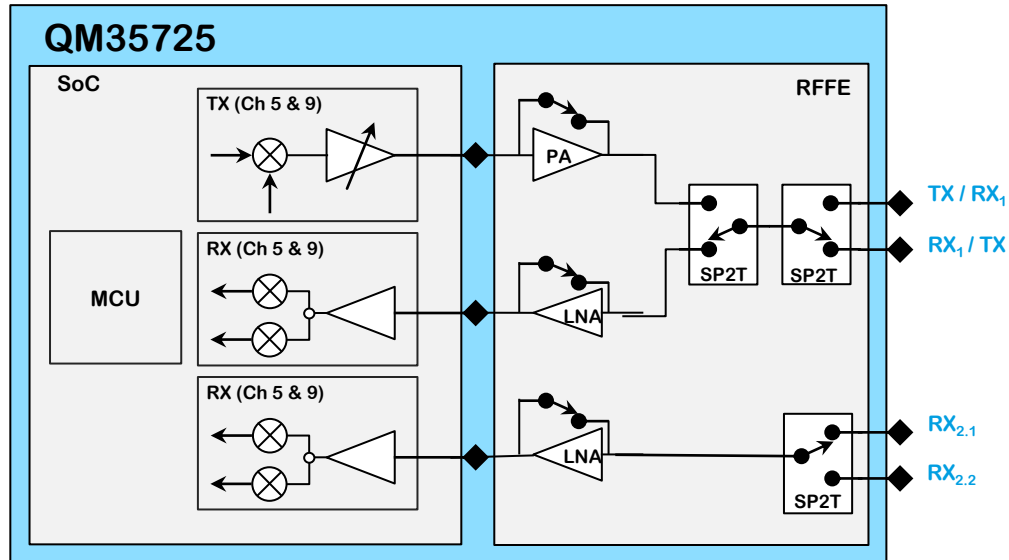 QM35725
SoC
RFFE
TX (Ch 5 & 9)
PA
TX / RX₁
RX₁ / TX
SP2T
SP2T
MCU
RX (Ch 5 & 9)
LNA
RX (Ch 5 & 9)
LNA
RX₂.₁
RX₂.₂
SP2T